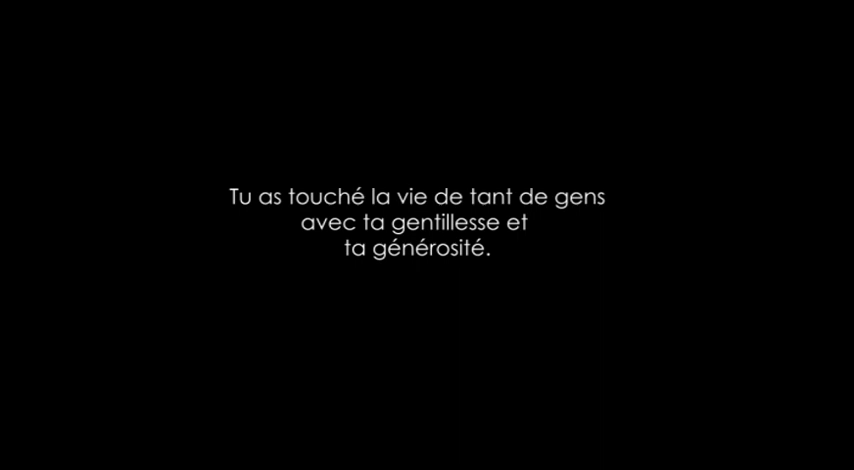 Tu as touché la vie de tant de gens
avec ta gentillesse et
ta générosité.